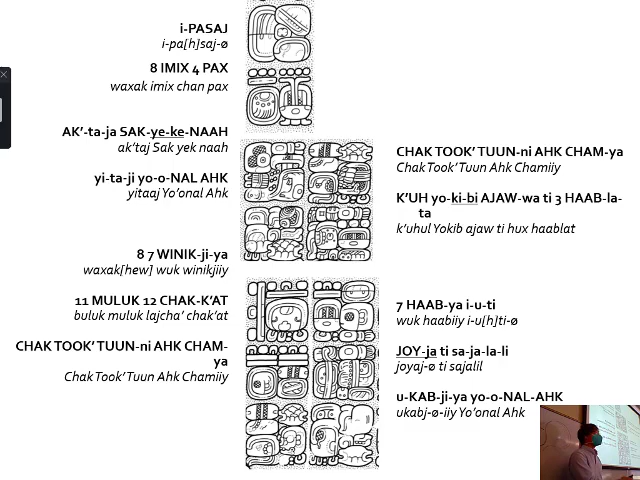 i-PASAJ
i-pa[h]saj-ø
8 IMIX 4 PAX
waxak imix chan pax
AK’-ta-ja SAK-ye-ke-NAAH
ak’taj Sak yek naah
yi-ta-ji yo-o-NAL AHK
yitaaj Yo’onal Ahk
CHAK TOOK’ TUUN-ni AHK CHAM-ya
Chak Took’ Tuun Ahk Chamiiy
K’UH yo-ki-bi AJAW-wa ti 3 HAAB-la-
ta
k’uhul Yokib ajaw ti hux haablat
8 7 WINIK-ji-ya
waxak[hew] wuk winikjiiy
11 MULUK 12 CHAK-K’AT
buluk muluk lajcha’ chak’at
CHAK TOOK’ TUUN-ni AHK CHAM-
ya
Chak Took’ Tuun Ahk Chamiiy
7 HAAB-ya i-u-ti
wuk haabiiy i-u[h]ti-ø
JOY-ja ti sa-ja-la-li
joyaj-ø ti sajalil
u-KAB-ji-ya yo-o-NAL-AHK
ukabj-ø-iiy Yo’onal Ahk